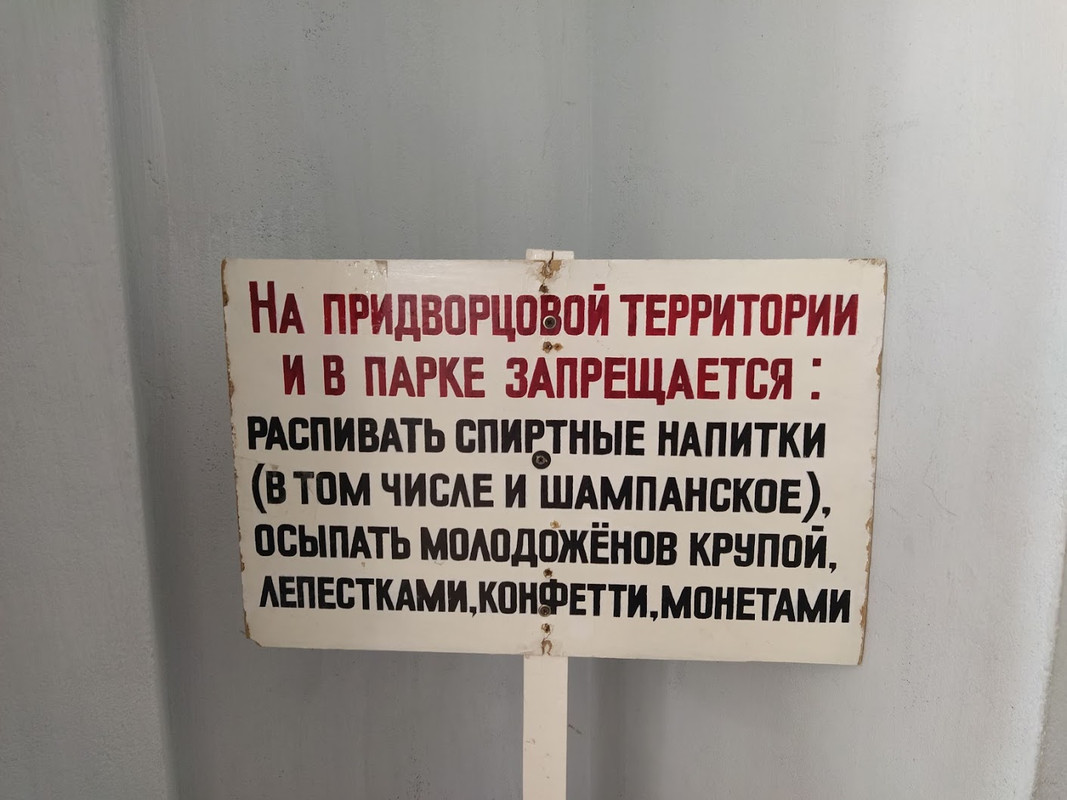 НА ПРИДВОРЦОВОЙ ТЕРРИТОРИИ
И В ПАРКЕ ЗАПРЕЩАЕТСЯ:
РАСПИВАТЬ СПИРТНЫЕ НАПИТКИ
(В ТОМ ЧИСЛЕ И ШАМПАНСКОЕ),
ОСЫПАТЬ МОЛОДОЖЁНОВ КРУПОЙ,
ЛЕПЕСТКАМИ,КОНФЕТТИ,МОНЕТАМИ